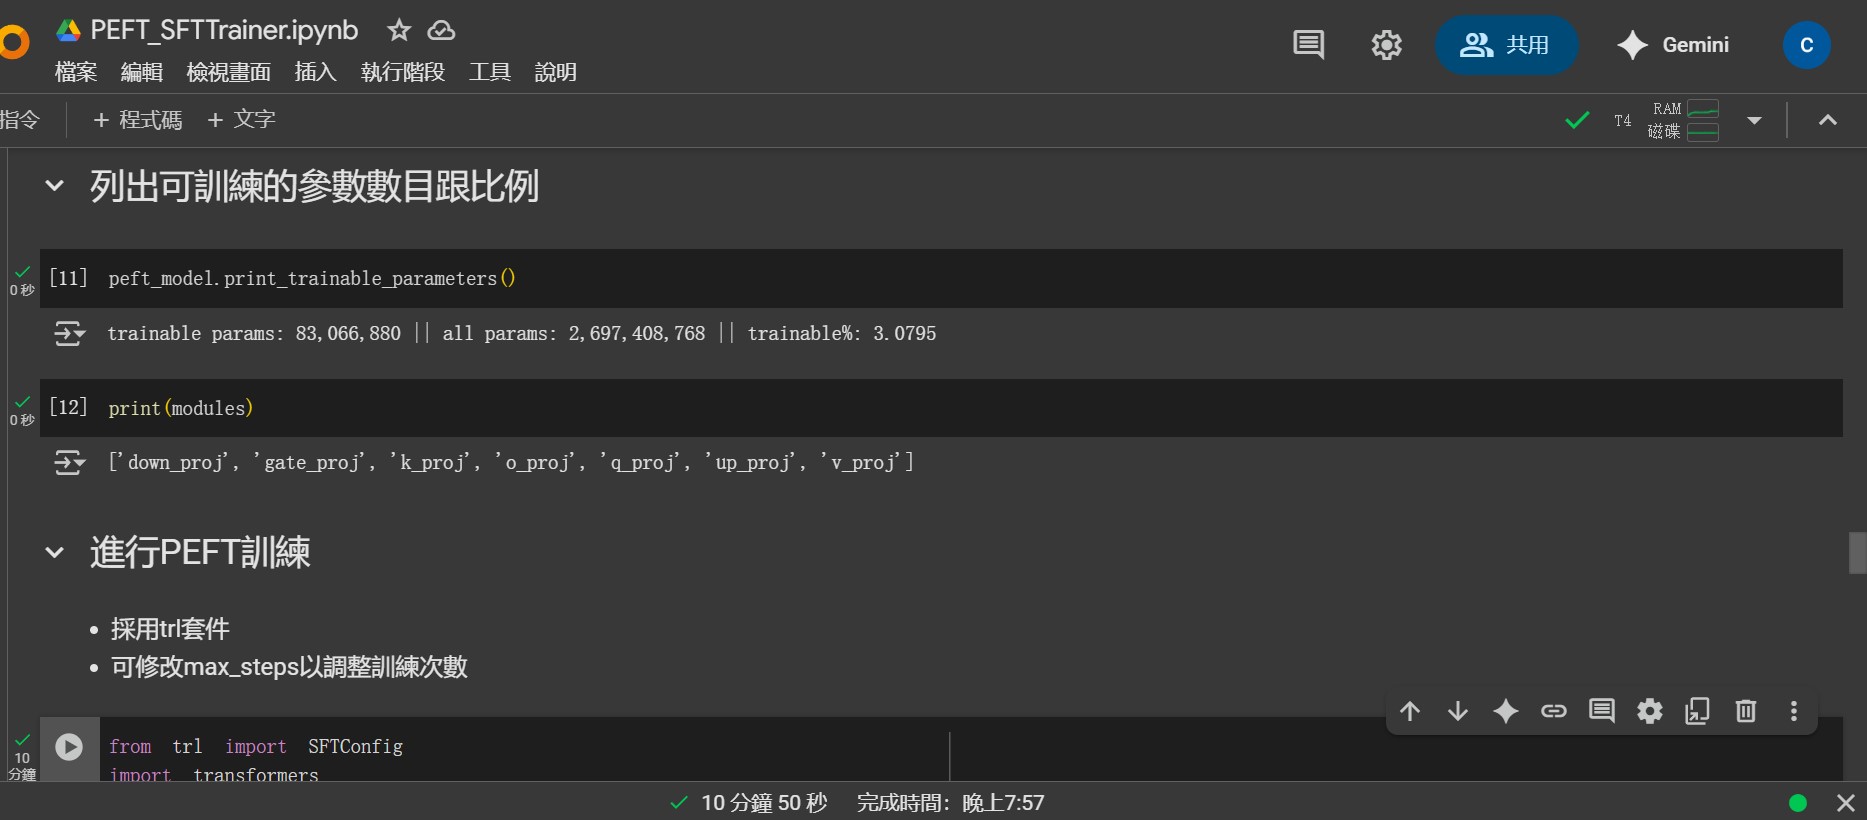 PEFT_SFTTrainer.ipynb
檔案 編輯 檢視畫面 插入 執行階段 工具 說明
共用
Gemini
C
指令 + 程式碼 + 文字
T4
RAM
磁碟
列出可訓練的參數數目跟比例
0 秒
[11] peft_model.print_trainable_parameters()
trainable params: 83,066,880 || all params: 2,697,408,768 || trainable%: 3.0795
0 秒
[12] print(modules)
['down_proj', 'gate_proj', 'k_proj', 'o_proj', 'q_proj', 'up_proj', 'v_proj']
進行PEFT訓練
• 採用trl套件
• 可修改max_steps以調整訓練次數
10
分鐘
from trl import SFTConfig
import transformers
10 分鐘 50 秒 完成時間：晚上7:57